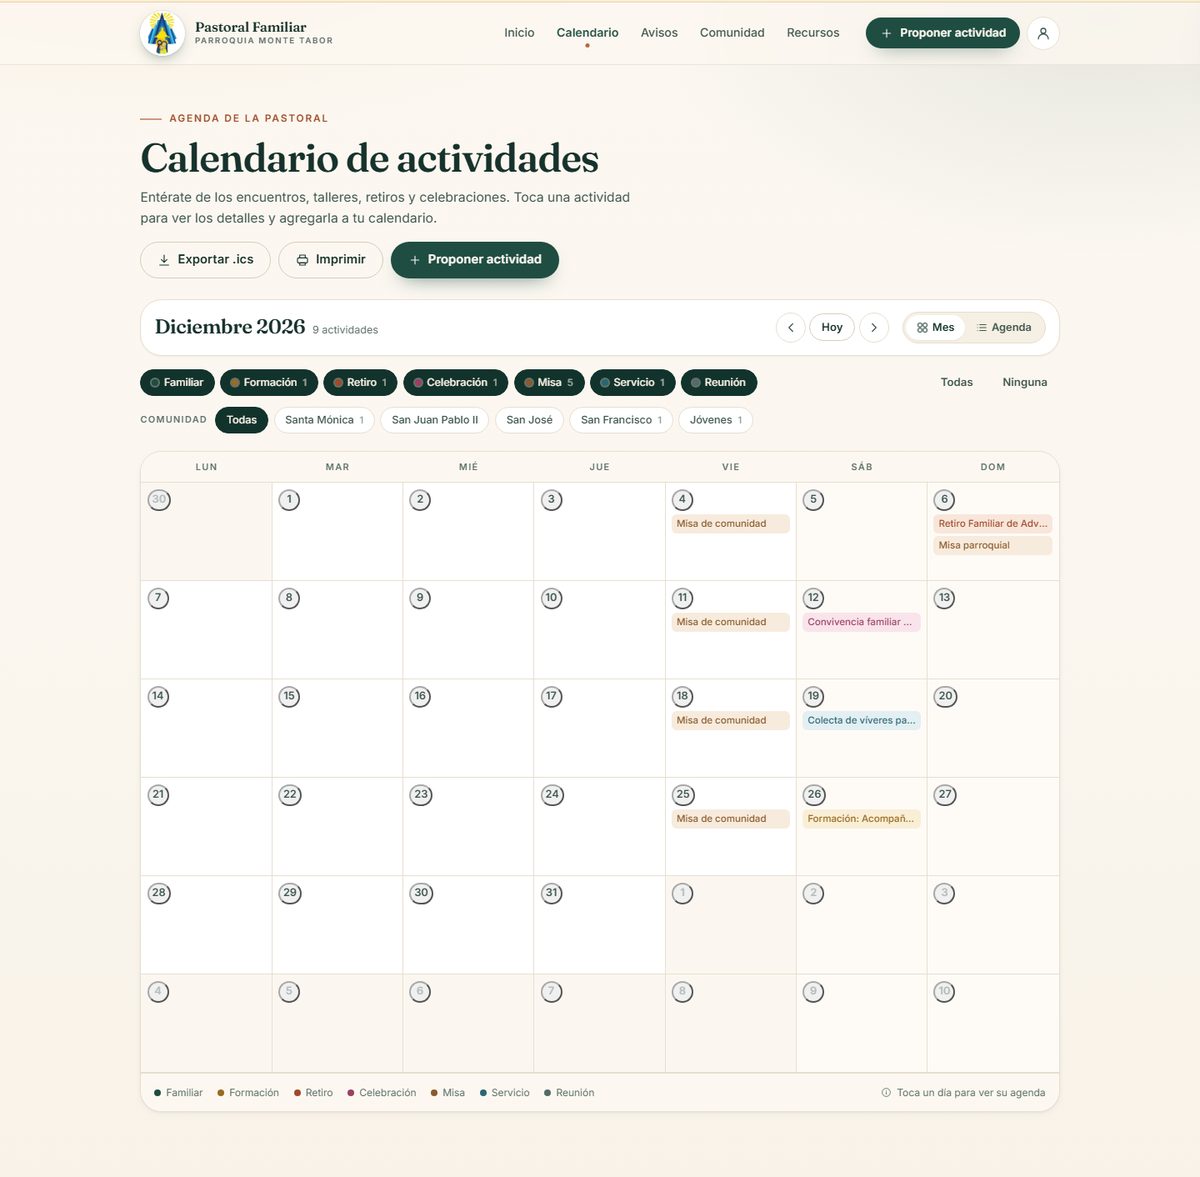 Pastoral Familiar
PARROQUIA MONTE TABOR
Inicio Calendario Avisos Comunidad Recursos + Proponer actividad
AGENDA DE LA PASTORAL
Calendario de actividades
Entérate de los encuentros, talleres, retiros y celebraciones. Toca una actividad
para ver los detalles y agregarla a tu calendario.
Exportar .ics Imprimir + Proponer actividad
Diciembre 2026 9 actividades Hoy Mes Agenda
Familiar Formación 1 Retiro 1 Celebración 1 Misa 5 Servicio 1 Reunión Todas Ninguna
COMUNIDAD Todas Santa Mónica 1 San Juan Pablo II San José San Francisco 1 Jóvenes 1
LUN MAR MIÉ JUE VIE SÁB DOM
30 1 2 3 4 5 6
Misa de comunidad Retiro Familiar de Adv...
Misa parroquial
7 8 9 10 11 12 13
Misa de comunidad Convivencia familiar ...
14 15 16 17 18 19 20
Misa de comunidad Colecta de víveres pa...
21 22 23 24 25 26 27
Misa de comunidad Formación: Acompañ...
28 29 30 31 1 2 3
4 5 6 7 8 9 10
Familiar Formación Retiro Celebración Misa Servicio Reunión Toca un día para ver su agenda